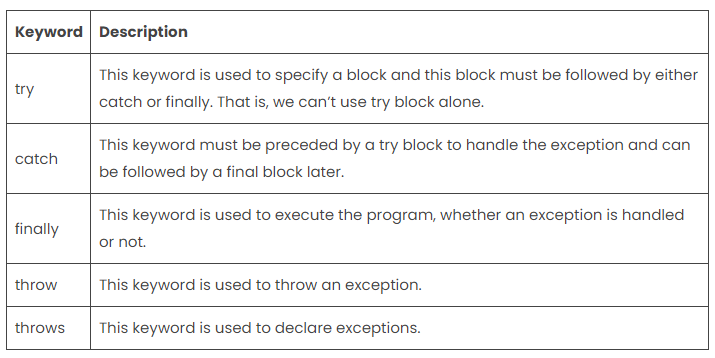 Keyword Description
try
This keyword is used to specify a block and this block must be followed by either
catch or finally. That is, we can’t use try block alone.
catch
This keyword must be preceded by a try block to handle the exception and can
be followed by a final block later.
finally
This keyword is used to execute the program, whether an exception is handled
or not.
throw This keyword is used to throw an exception.
throws This keyword is used to declare exceptions.